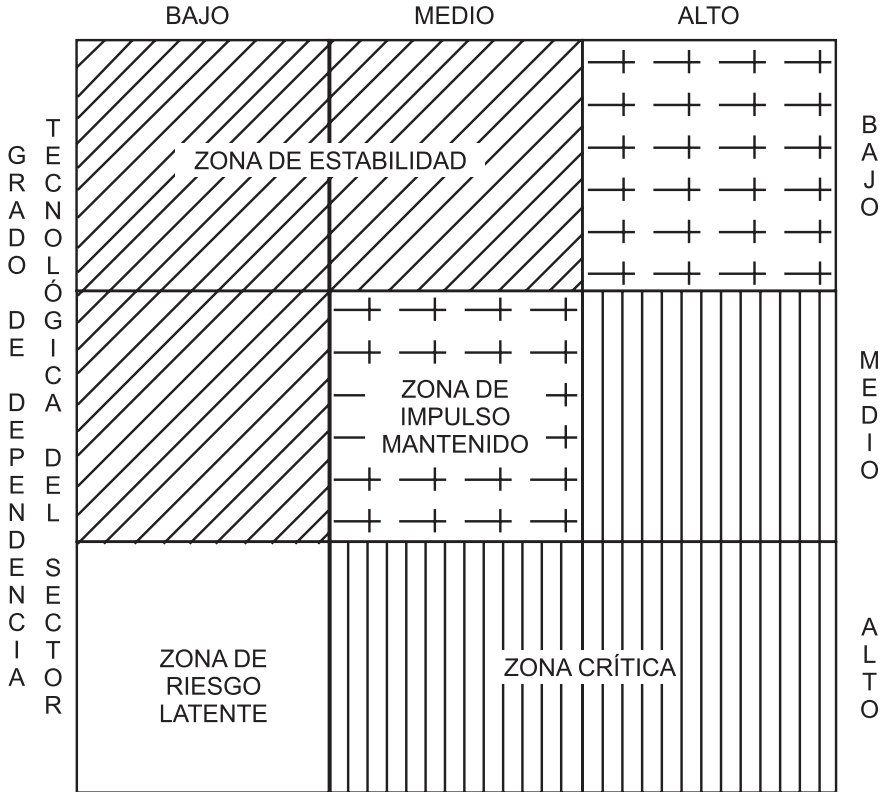 BAJO MEDIO ALTO
GRADO DE DEPENDENCIA
TECNOLÓGICA DEL SECTOR
ZONA DE ESTABILIDAD
BAJO
ZONA DE
IMPULSO
MANTENIDO
MEDIO
ZONA DE
RIESGO
LATENTE
ZONA CRÍTICA
ALTO